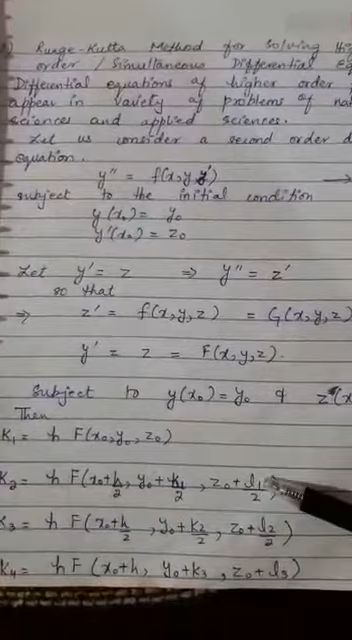 Runge-Kutta Method for Solving
order / Simultaneous Differential
Differential equations of higher order
appear in variety of problems of
sciences and applied sciences.
Let us consider a second order
equation.
y'' = f(x, y, y') →
subject to the initial condition
y(x₀) = y₀
y'(x₀) = z₀
Let y' = z ⇒ y'' = z'
so that
⇒ z' = f(x, y, z) = G(x, y, z)
y' = z = F(x, y, z).
Subject to y(x₀) = y₀ &
Then
K₁ = h F(x₀, y₀, z₀)
K₂ = h F(x₀+h/2, y₀+k₁/2, z₀+l₁/2)
K₃ = h F(x₀+h/2, y₀+k₂/2, z₀+l₂/2)
K₄ = h F(x₀+h, y₀+k₃, z₀+l₃)